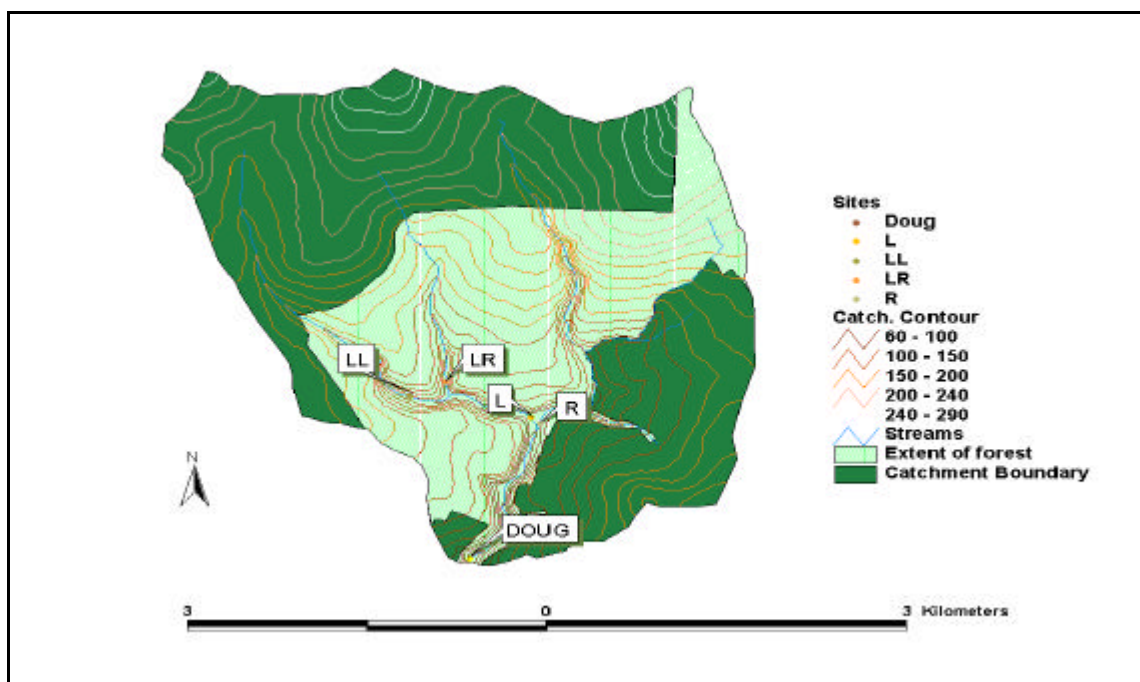 Sites
Doug
L
LL
LR
R
Catch. Contour
60 - 100
100 - 150
150 - 200
200 - 240
240 - 290
Streams
Extent of forest
Catchment Boundary
LL
LR
L
R
DOUG
N
3 0 3 Kilometers